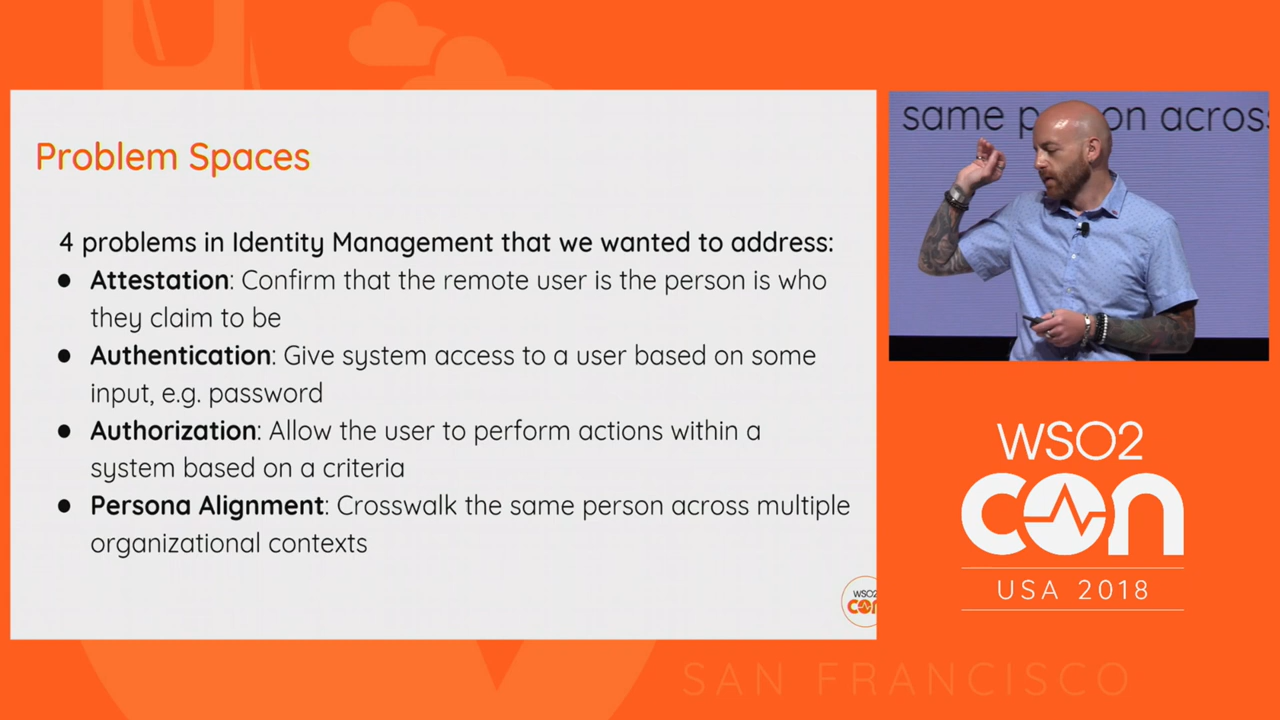 Problem Spaces
4 problems in Identity Management that we wanted to address:
● Attestation: Confirm that the remote user is the person is who
they claim to be
● Authentication: Give system access to a user based on some
input, e.g. password
● Authorization: Allow the user to perform actions within a
system based on a criteria
● Persona Alignment: Crosswalk the same person across multiple
organizational contexts
WSO2
CON
same p on across
WSO2
CON
USA 2018
SAN FRANCISCO